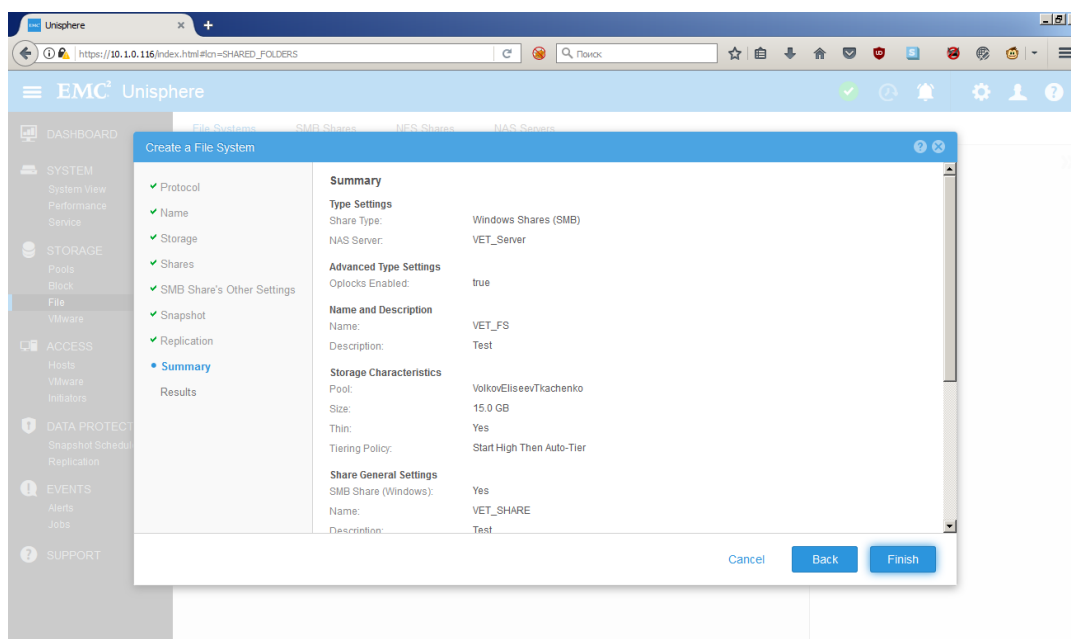 Unisphere
https://10.1.0.116/index.html#lcn=SHARED_FOLDERS
Поиск
EMC² Unisphere
File Systems SMB Shares NFS Shares NAS Servers
Create a File System
DASHBOARD
SYSTEM
System View
Performance
Service
STORAGE
Pools
Block
File
VMware
ACCESS
Hosts
VMware
Initiators
DATA PROTECT
Snapshot Schedul
Replication
EVENTS
Alerts
Jobs
SUPPORT
Protocol
Name
Storage
Shares
SMB Share's Other Settings
Snapshot
Replication
Summary
Results
Summary
Type Settings
Share Type: Windows Shares (SMB)
NAS Server: VET_Server
Advanced Type Settings
Oplocks Enabled: true
Name and Description
Name: VET_FS
Description: Test
Storage Characteristics
Pool: VolkovEliseevTkachenko
Size: 15.0 GB
Thin: Yes
Tiering Policy: Start High Then Auto-Tier
Share General Settings
SMB Share (Windows): Yes
Name: VET_SHARE
Description: Test
Cancel Back Finish